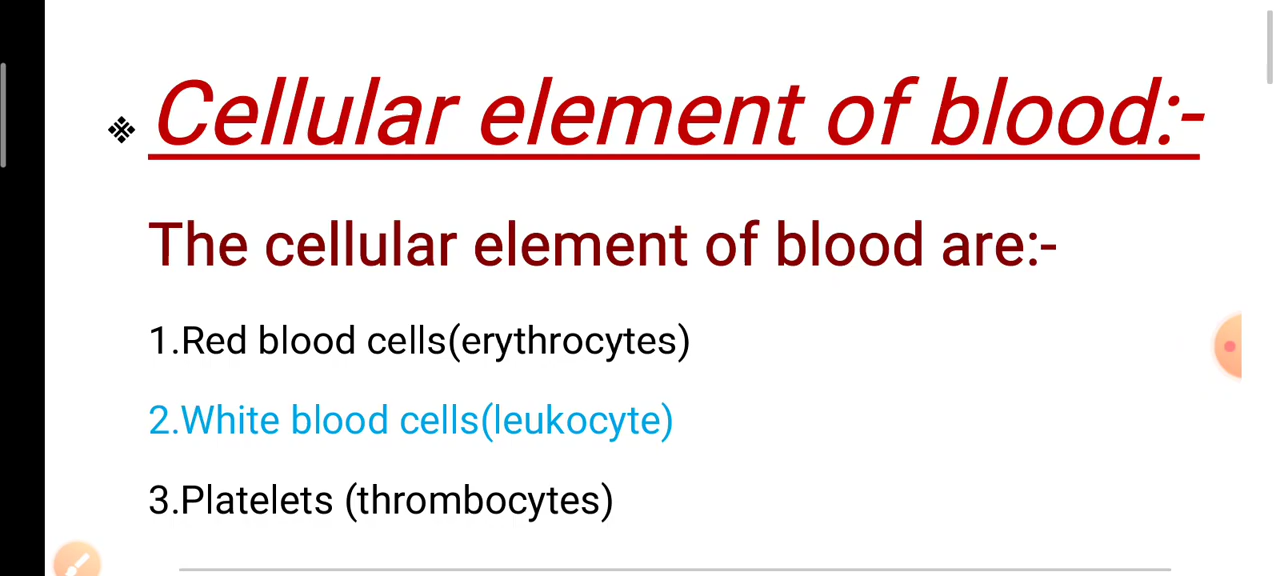 ❖ Cellular element of blood:-
The cellular element of blood are:-
1.Red blood cells(erythrocytes)
2.White blood cells(leukocyte)
3.Platelets (thrombocytes)